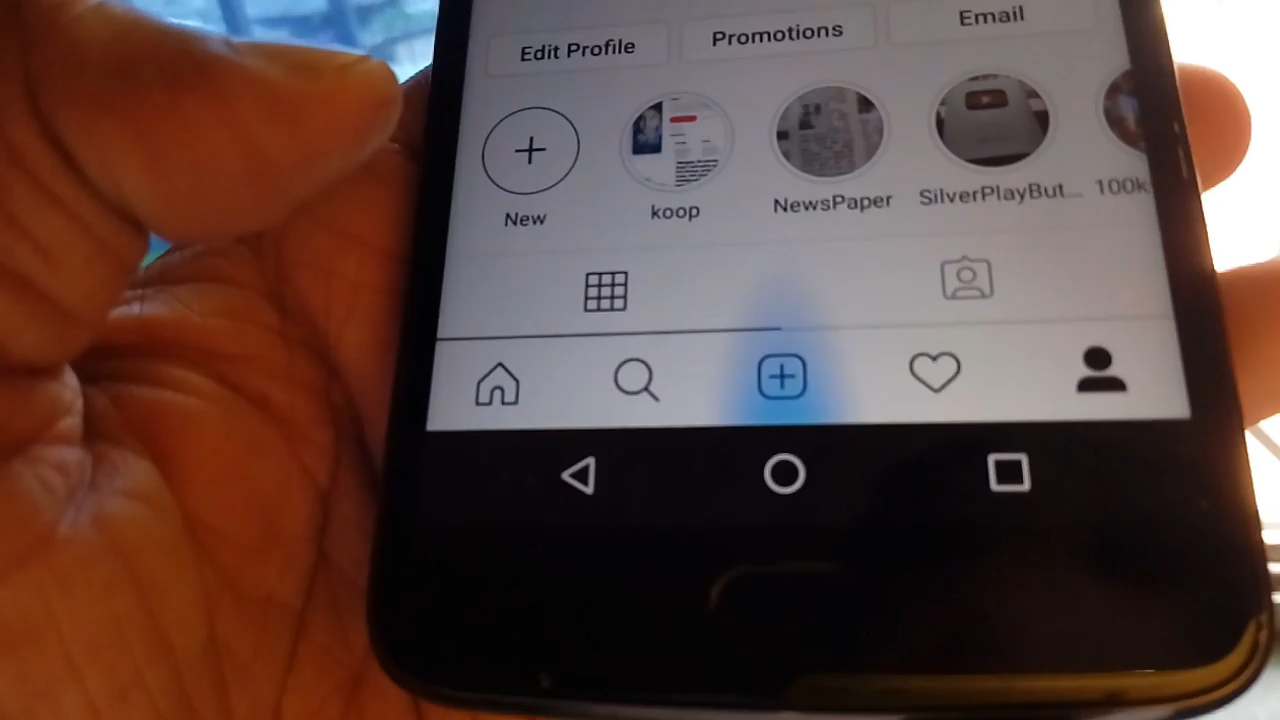 Edit Profile
Promotions
Email
New
koop
NewsPaper
SilverPlayBut...
100k